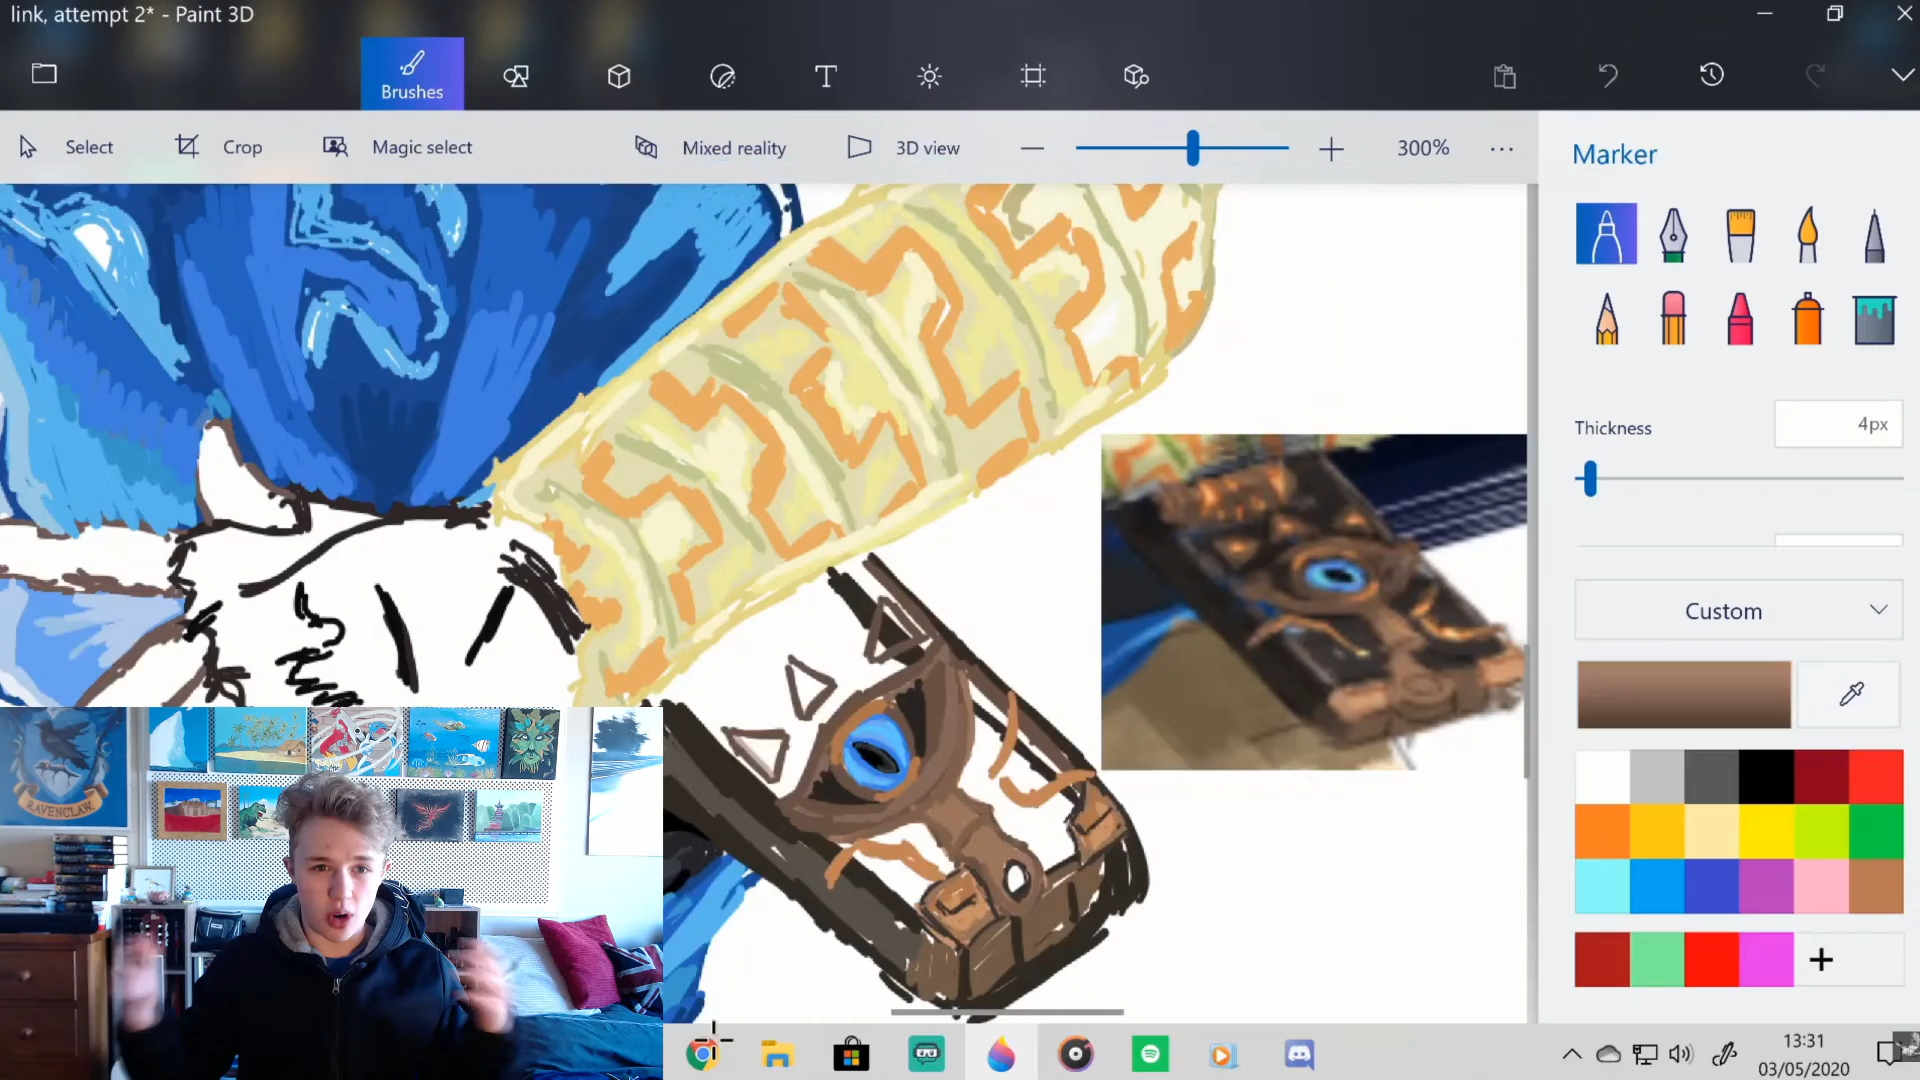 link, attempt 2* - Paint 3D
Brushes
Select
Crop
Magic select
Mixed reality
3D view
300%
Marker
Thickness
4px
Custom
RAVENCLAW
13:31
03/05/2020